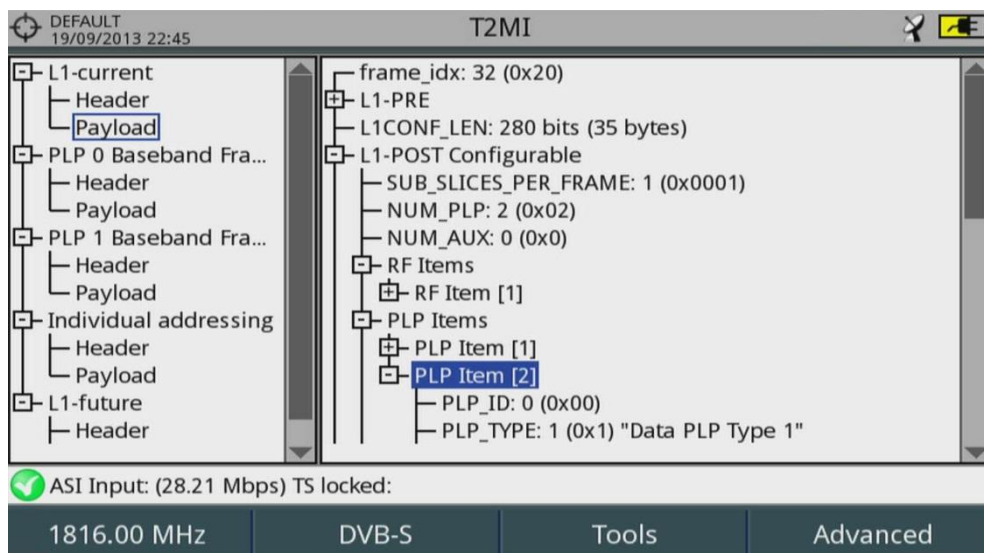 DEFAULT
19/09/2013 22:45
T2MI
L1-current
Header
Payload
PLP 0 Baseband Fra...
Header
Payload
PLP 1 Baseband Fra...
Header
Payload
Individual addressing
Header
Payload
L1-future
Header
frame_idx: 32 (0x20)
L1-PRE
L1CONF_LEN: 280 bits (35 bytes)
L1-POST Configurable
SUB_SLICES_PER_FRAME: 1 (0x0001)
NUM_PLP: 2 (0x02)
NUM_AUX: 0 (0x0)
RF Items
RF Item [1]
PLP Items
PLP Item [1]
PLP Item [2]
PLP_ID: 0 (0x00)
PLP_TYPE: 1 (0x1) "Data PLP Type 1"
ASI Input: (28.21 Mbps) TS locked:
1816.00 MHz
DVB-S
Tools
Advanced